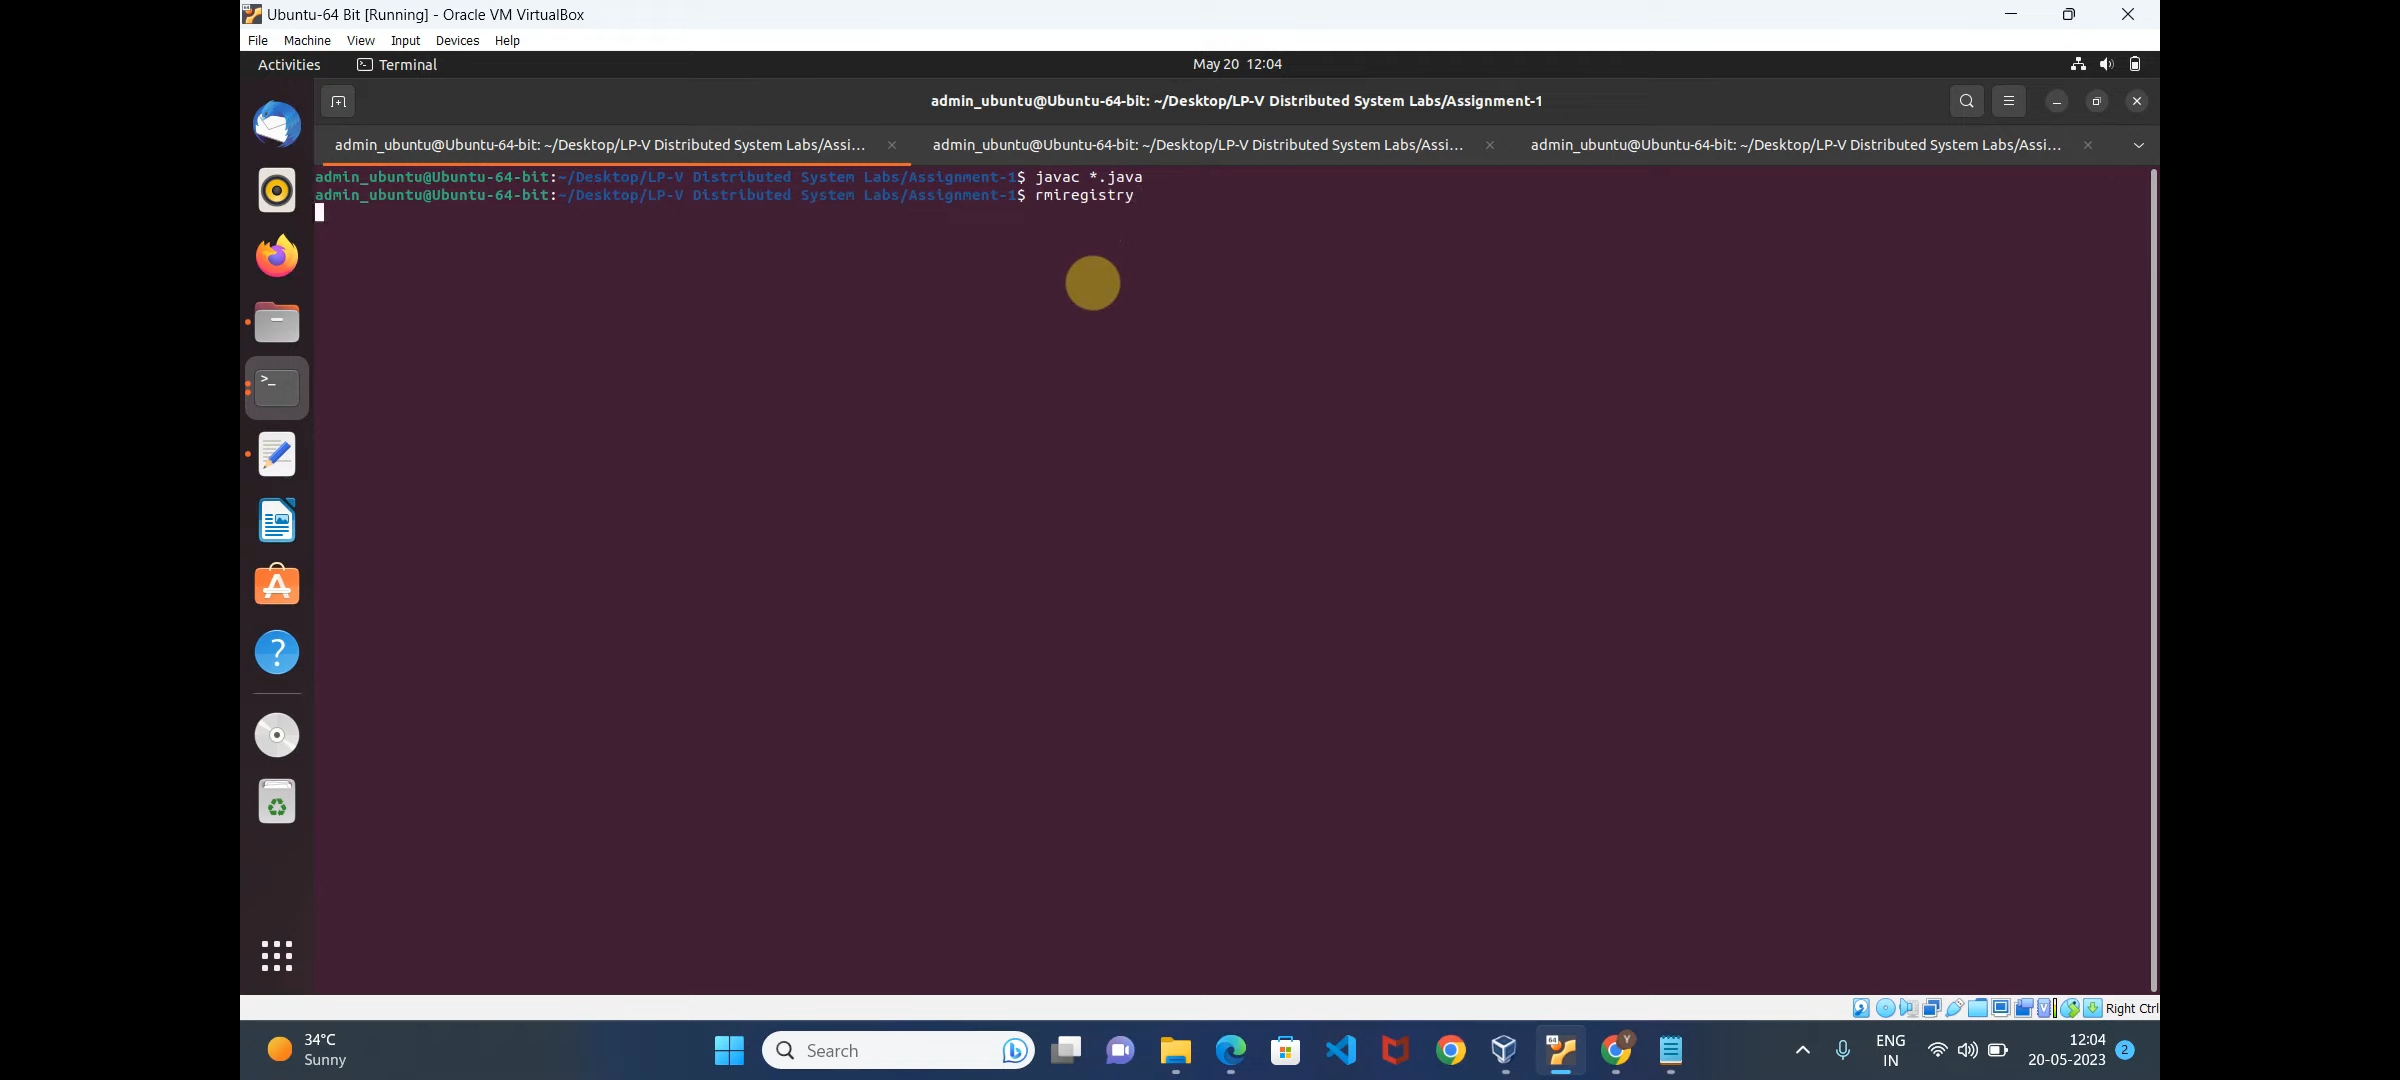 Ubuntu-64 Bit [Running] - Oracle VM VirtualBox
File Machine View Input Devices Help
Activities Terminal May 20 12:04
admin_ubuntu@Ubuntu-64-bit: ~/Desktop/LP-V Distributed System Labs/Assignment-1
admin_ubuntu@Ubuntu-64-bit: ~/Desktop/LP-V Distributed System Labs/Assi... admin_ubuntu@Ubuntu-64-bit: ~/Desktop/LP-V Distributed System Labs/Assi... admin_ubuntu@Ubuntu-64-bit: ~/Desktop/LP-V Distributed System Labs/Assi...
admin_ubuntu@Ubuntu-64-bit:~/Desktop/LP-V Distributed System Labs/Assignment-1$ javac *.java
admin_ubuntu@Ubuntu-64-bit:~/Desktop/LP-V Distributed System Labs/Assignment-1$ rmiregistry
Right Ctrl
34°C
Sunny
Search
ENG
IN
12:04
20-05-2023
2